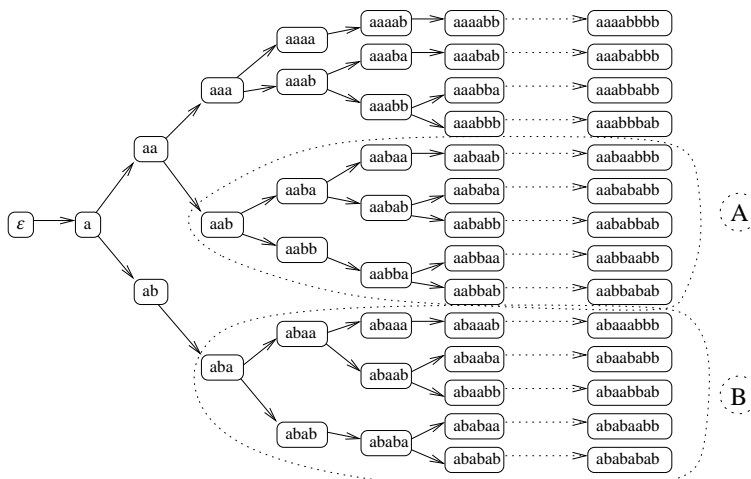 aaaab aaaabb aaaabbbb
aaaa
aaaba aaabab aaababbb
aaa aaab
aaabba aaabbabb
aaabb
aaabbb aaabbbab
aa
aabaa aabaab aabaabbb
aaba aababa aabababb
aabab
A
ε a aab aababb aababbab
aabb aabbaa aabbaabb
aabba
ab aabbab aabbabab
abaaa abaaab abaaabbb
abaa
abaaba abaababb
aba abaab
abaabb abaabbab
B
ababaa ababaabb
abab ababa
ababab abababab